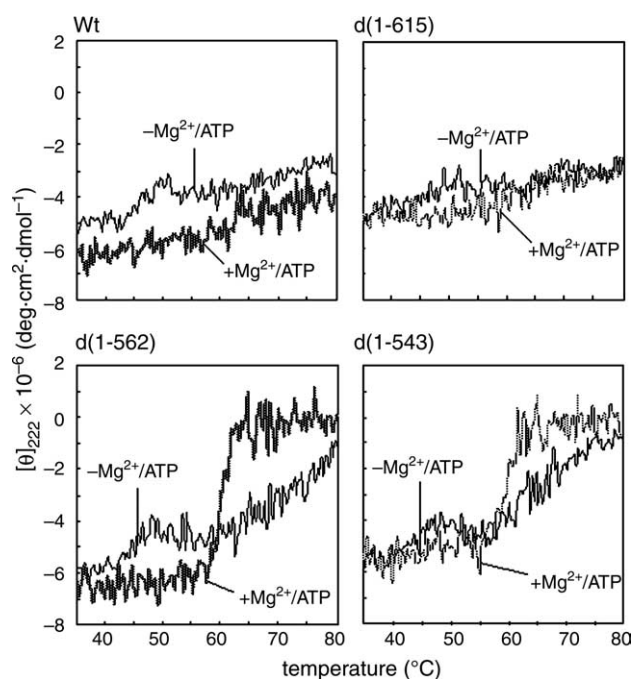 Wt d(1-615)
2
0
−2
−4
−6
−8
−Mg²⁺/ATP
+Mg²⁺/ATP
−Mg²⁺/ATP
+Mg²⁺/ATP
d(1-562) d(1-543)
2
0
−2
−4
−6
−8
[θ]₂₂₂ × 10⁻⁶ (deg·cm²·dmol⁻¹)
−Mg²⁺/ATP
+Mg²⁺/ATP
−Mg²⁺/ATP
+Mg²⁺/ATP
40 50 60 70 80 40 50 60 70 80
temperature (°C)